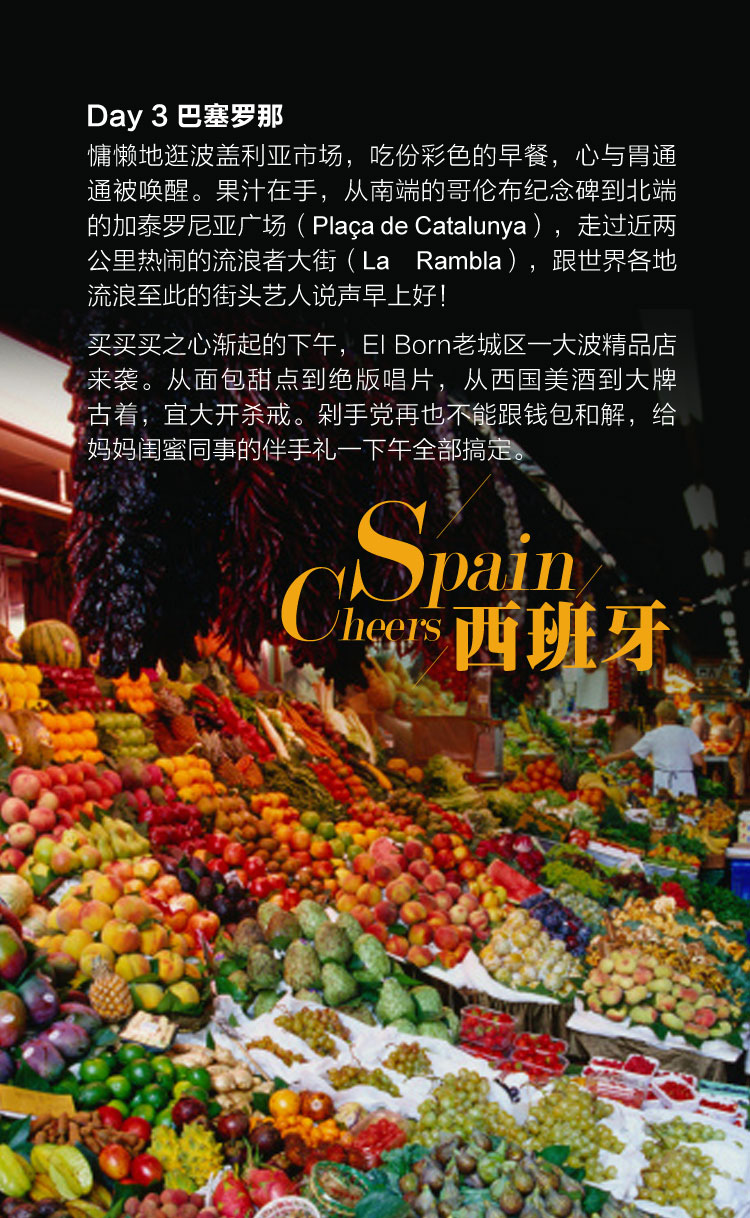 Day 3 巴塞罗那
慵懒地逛波盖利亚市场，吃份彩色的早餐，心与胃通
通被唤醒。果汁在手，从南端的哥伦布纪念碑到北端
的加泰罗尼亚广场（Plaça de Catalunya），走过近两
公里热闹的流浪者大街（La Rambla），跟世界各地
流浪至此的街头艺人说声早上好！
买买买之心渐起的下午，El Born老城区一大波精品店
来袭。从面包甜点到绝版唱片，从西国美酒到大牌
古着，宜大开杀戒。剁手党再也不能跟钱包和解，给
妈妈闺蜜同事的伴手礼一下午全部搞定。
Spain
Cheers 西班牙